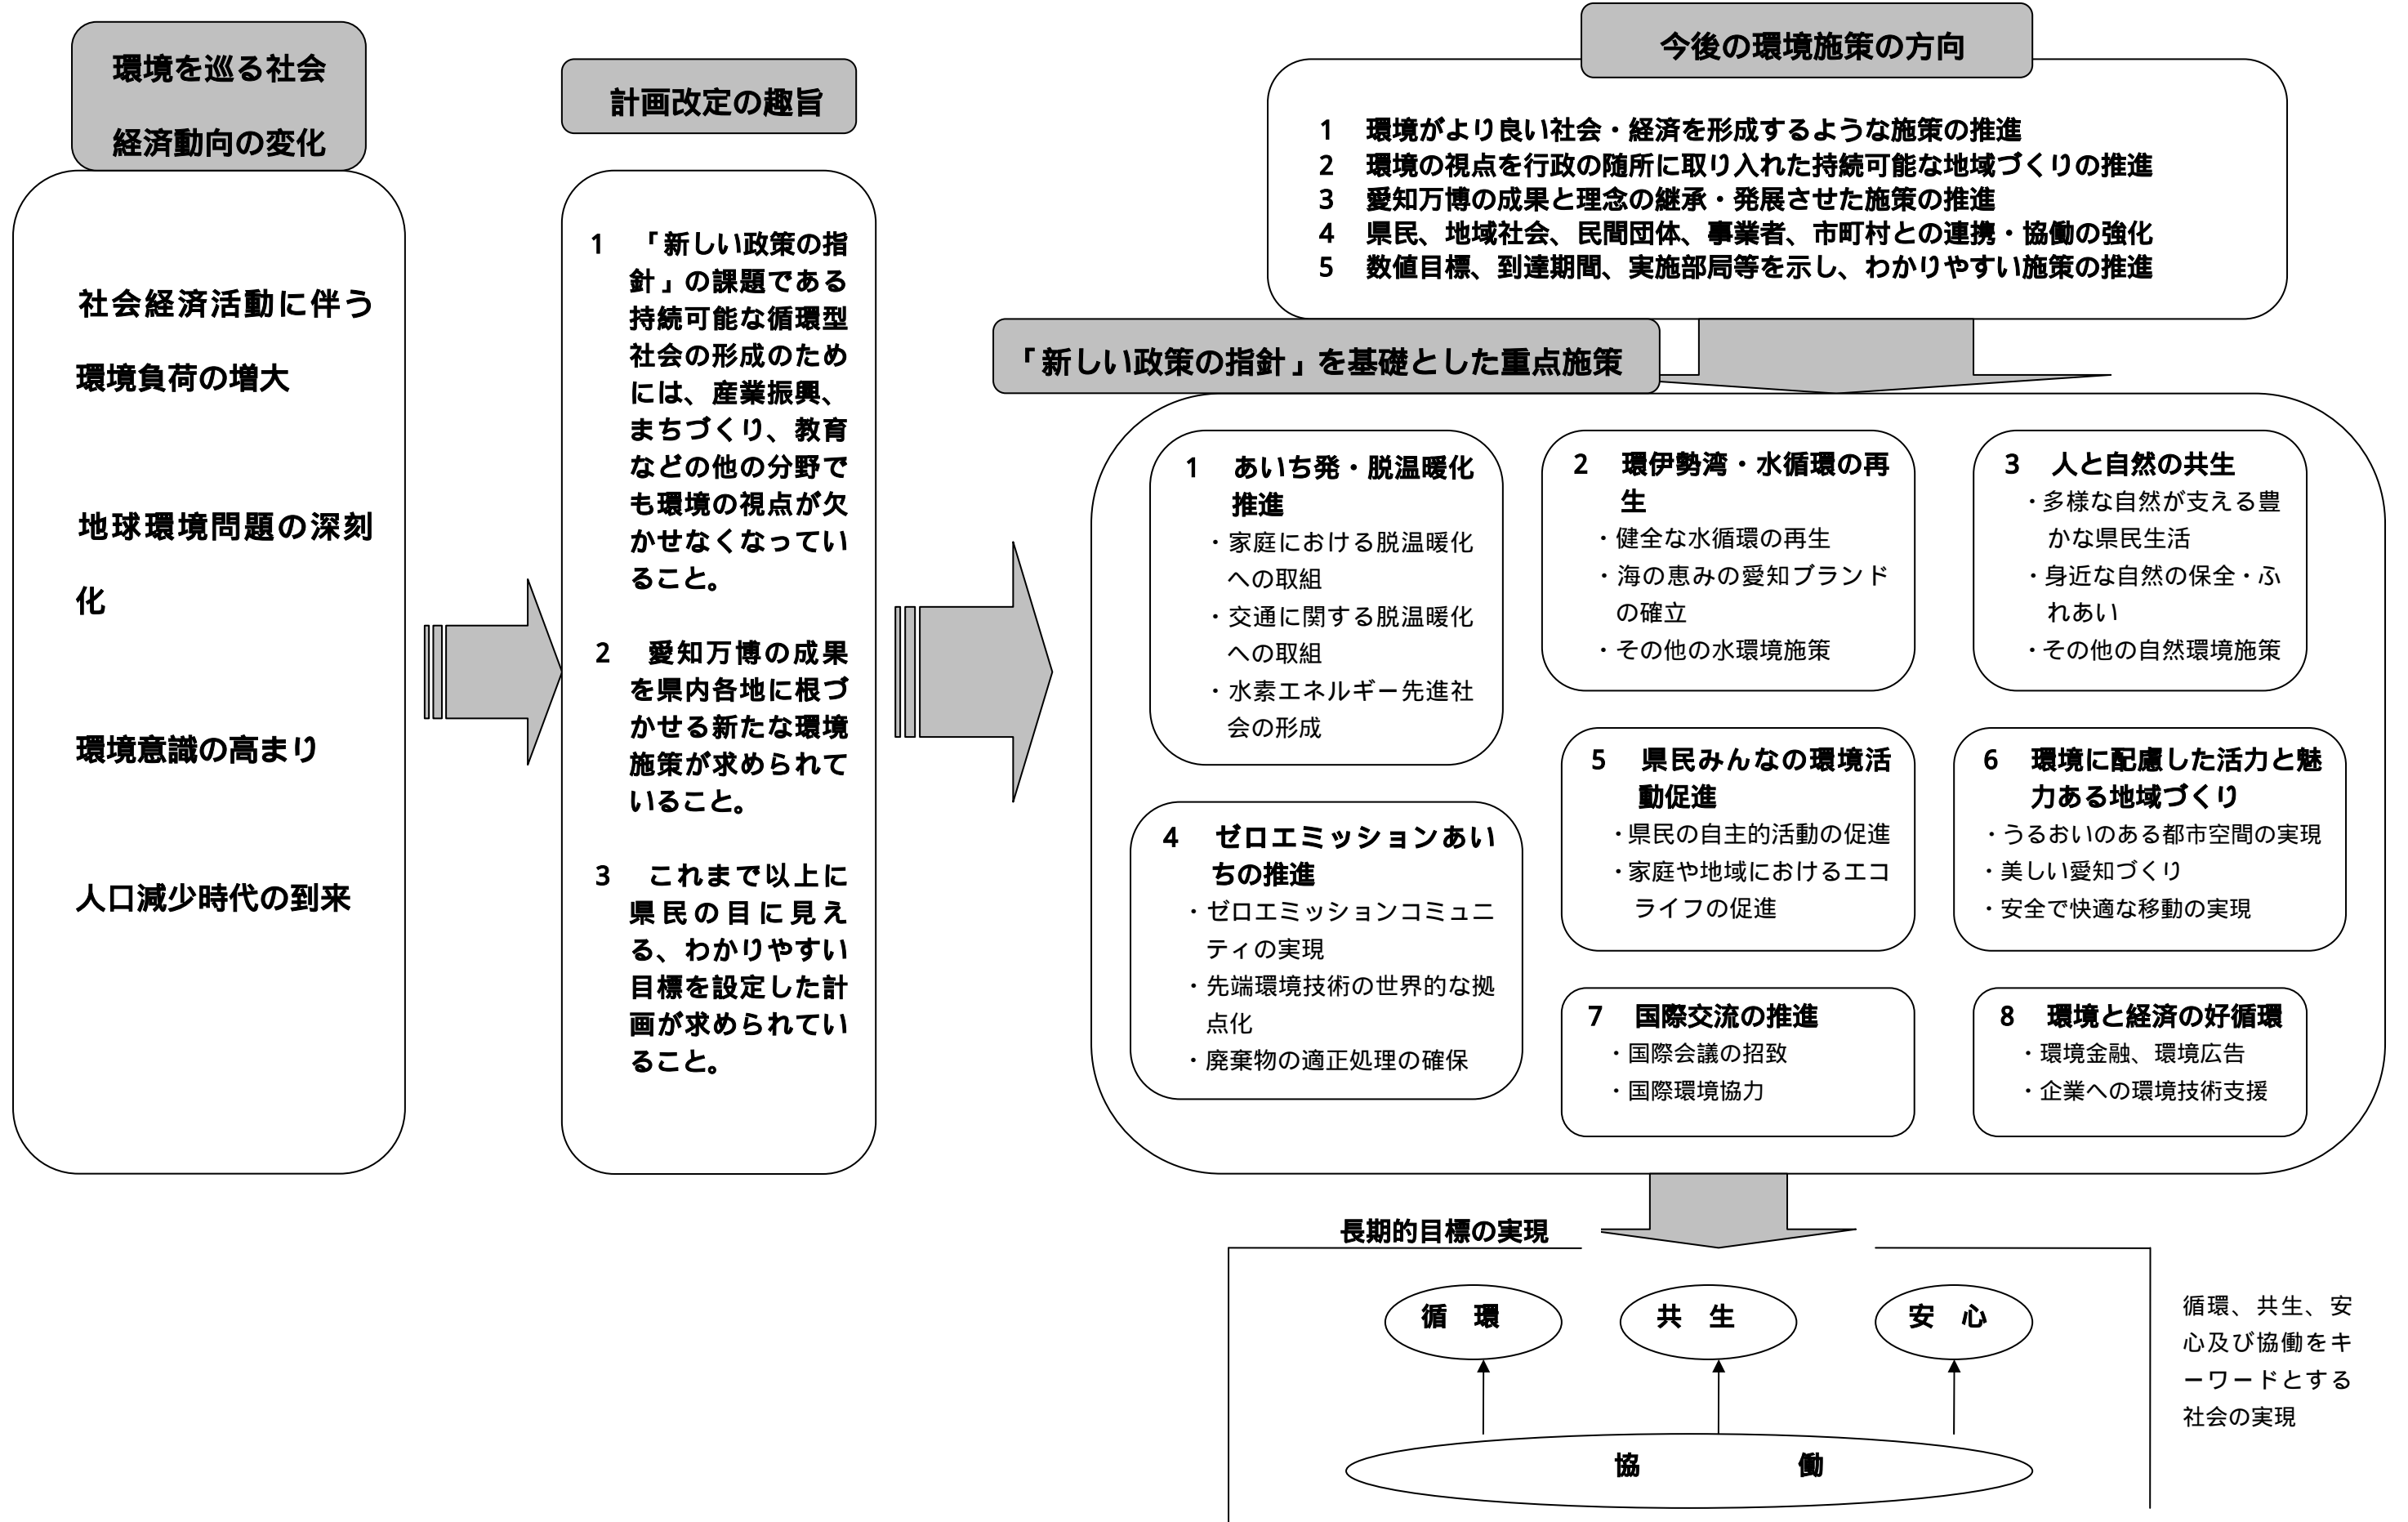 環境を巡る社会
経済動向の変化
社会経済活動に伴う
環境負荷の増大
地球環境問題の深刻
化
環境意識の高まり
人口減少時代の到来
計画改定の趣旨
1 「新しい政策の指
針」の課題である
持続可能な循環型
社会の形成のため
には、産業振興、
まちづくり、教育
などの他の分野で
も環境の視点が欠
かせなくなってい
ること。
2 愛知万博の成果
を県内各地に根づ
かせる新たな環境
施策が求められて
いること。
3 これまで以上に
県民の目に見え
る、わかりやすい
目標を設定した計
画が求められてい
ること。
今後の環境施策の方向
1 環境がより良い社会・経済を形成するような施策の推進
2 環境の視点を行政の随所に取り入れた持続可能な地域づくりの推進
3 愛知万博の成果と理念の継承・発展させた施策の推進
4 県民、地域社会、民間団体、事業者、市町村との連携・協働の強化
5 数値目標、到達期間、実施部局等を示し、わかりやすい施策の推進
「新しい政策の指針」を基礎とした重点施策
1 あいち発・脱温暖化
推進
・家庭における脱温暖化
への取組
・交通に関する脱温暖化
への取組
・水素エネルギー先進社
会の形成
2 環伊勢湾・水循環の再
生
・健全な水循環の再生
・海の恵みの愛知ブランド
の確立
・その他の水環境施策
3 人と自然の共生
・多様な自然が支える豊
かな県民生活
・身近な自然の保全・ふ
れあい
・その他の自然環境施策
4 ゼロエミッションあい
ちの推進
・ゼロエミッションコミュニ
ティの実現
・先端環境技術の世界的な拠
点化
・廃棄物の適正処理の確保
5 県民みんなの環境活
動促進
・県民の自主的活動の促進
・家庭や地域におけるエコ
ライフの促進
6 環境に配慮した活力と魅
力ある地域づくり
・うるおいのある都市空間の実現
・美しい愛知づくり
・安全で快適な移動の実現
7 国際交流の推進
・国際会議の招致
・国際環境協力
8 環境と経済の好循環
・環境金融、環境広告
・企業への環境技術支援
長期的目標の実現
循 環
共 生
安 心
協 働
循環、共生、安
心及び協働をキ
ーワードとする
社会の実現